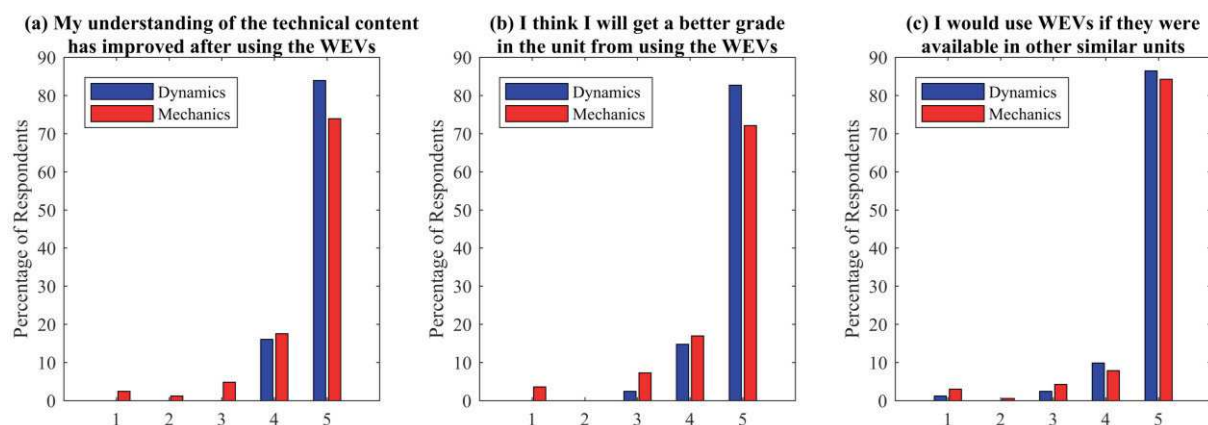 (a) My understanding of the technical content
has improved after using the WEVs
90
80
70
60
50
40
30
20
10
0
Percentage of Respondents
Dynamics
Mechanics
1 2 3 4 5
(b) I think I will get a better grade
in the unit from using the WEVs
90
80
70
60
50
40
30
20
10
0
Percentage of Respondents
Dynamics
Mechanics
1 2 3 4 5
(c) I would use WEVs if they were
available in other similar units
90
80
70
60
50
40
30
20
10
0
Percentage of Respondents
Dynamics
Mechanics
1 2 3 4 5